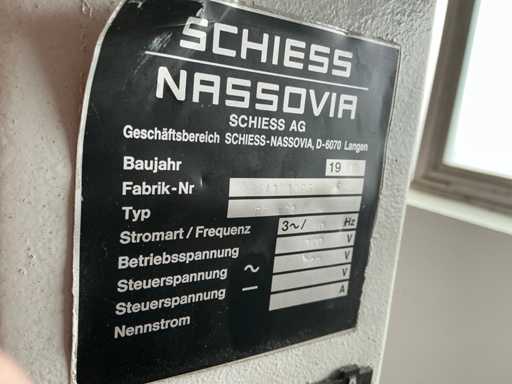 SCHIESS
NASSOVIA
SCHIESS AG
Geschäftsbereich SCHIESS-NASSOVIA, D-6070 Langen
Baujahr 19
Fabrik-Nr
Typ
Stromart / Frequenz 3~/ Hz
Betriebsspannung V
Steuerspannung ~ V
Steuerspannung — V
Nennstrom A